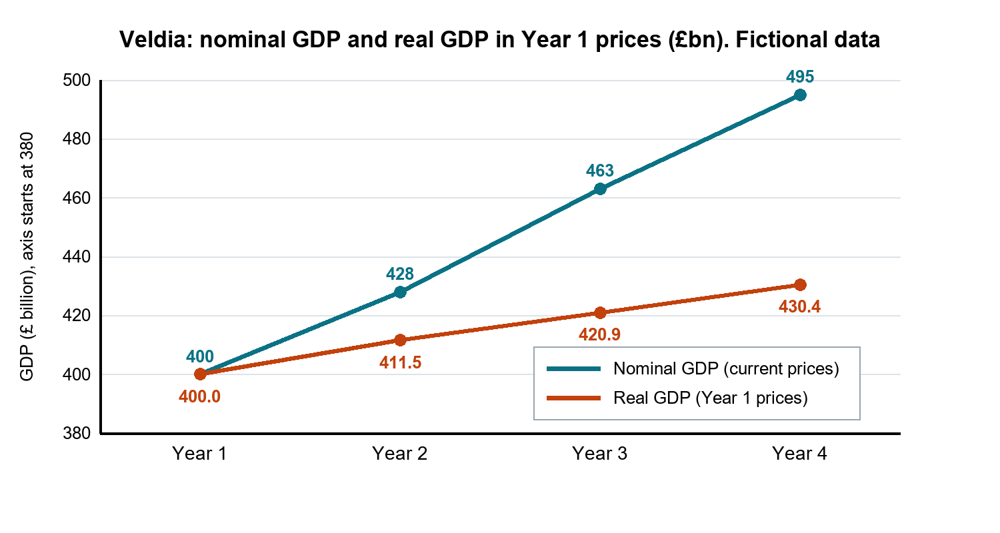 Veldia: nominal GDP and real GDP in Year 1 prices (£bn). Fictional data
GDP (£ billion), axis starts at 380
500
480
460
440
420
400
380
400
428
463
495
400.0
411.5
420.9
430.4
Nominal GDP (current prices)
Real GDP (Year 1 prices)
Year 1
Year 2
Year 3
Year 4